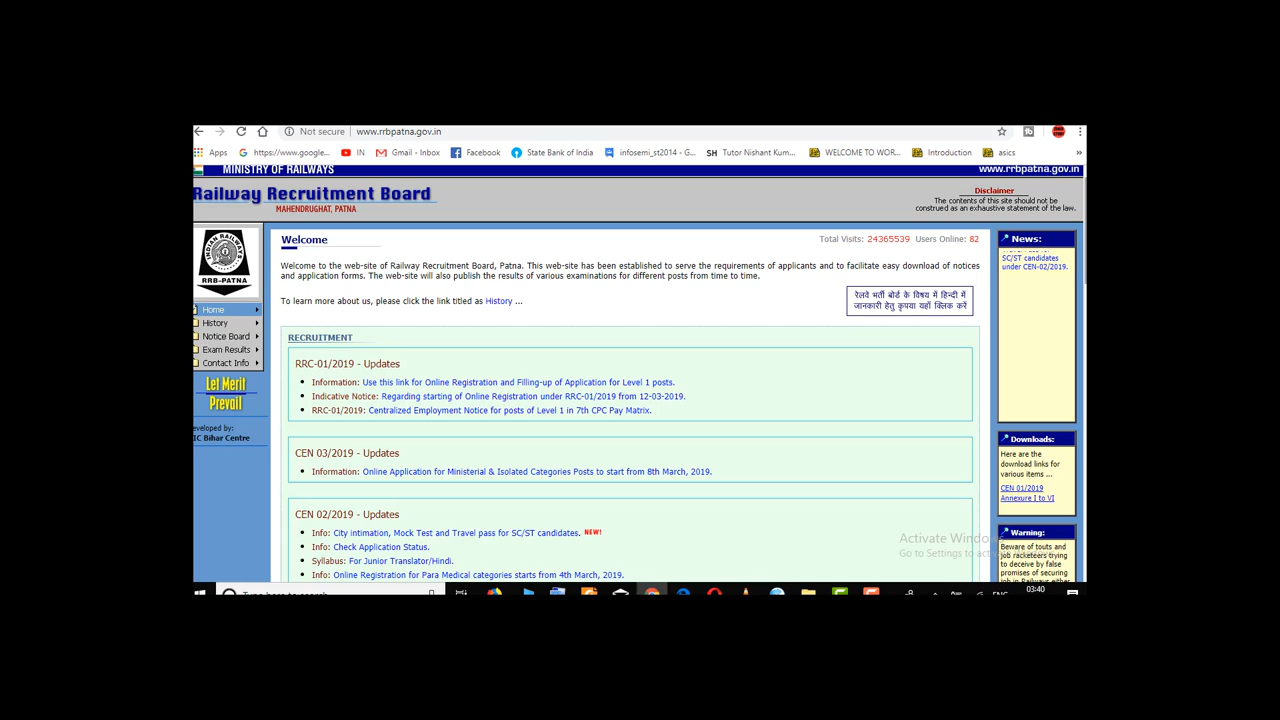 Not secure | www.rrbpatna.gov.in
Apps https://www.google... IN Gmail - Inbox Facebook State Bank of India infosemi_st2014 - G... SH Tutor Nishant Kum... WELCOME TO WOR... Introduction asics »
MINISTRY OF RAILWAYS www.rrbpatna.gov.in
Railway Recruitment Board
MAHENDRUGHAT, PATNA
Disclaimer
The contents of this site should not be
construed as an exhaustive statement of the law.
INDIAN RAILWAYS
RRB-PATNA
Home
History
Notice Board
Exam Results
Contact Info
Let Merit
Prevail
eveloped by:
IC Bihar Centre
Welcome
Total Visits: 24365539 Users Online: 82
Welcome to the web-site of Railway Recruitment Board, Patna. This web-site has been established to serve the requirements of applicants and to facilitate easy download of notices
and application forms. The web-site will also publish the results of various examinations for different posts from time to time.
To learn more about us, please click the link titled as History ...
रेलवे भर्ती बोर्ड के विषय में हिन्दी में
जानकारी हेतु कृपया यहाँ क्लिक करें
RECRUITMENT
RRC-01/2019 - Updates
Information: Use this link for Online Registration and Filling-up of Application for Level 1 posts.
Indicative Notice: Regarding starting of Online Registration under RRC-01/2019 from 12-03-2019.
RRC-01/2019: Centralized Employment Notice for posts of Level 1 in 7th CPC Pay Matrix.
CEN 03/2019 - Updates
Information: Online Application for Ministerial & Isolated Categories Posts to start from 8th March, 2019.
CEN 02/2019 - Updates
Info: City intimation, Mock Test and Travel pass for SC/ST candidates. NEW!
Info: Check Application Status.
Syllabus: For Junior Translator/Hindi.
Info: Online Registration for Para Medical categories starts from 4th March, 2019.
News:
SC/ST candidates
under CEN-02/2019.
Downloads:
Here are the
download links for
various items ...
CEN 01/2019
Annexure I to VI
Warning:
Beware of touts and
job racketeers trying
to deceive by false
promises of securing
job in Railways either
Activate Windo
Go to Settings to act
Type here to search
ENG
03:40